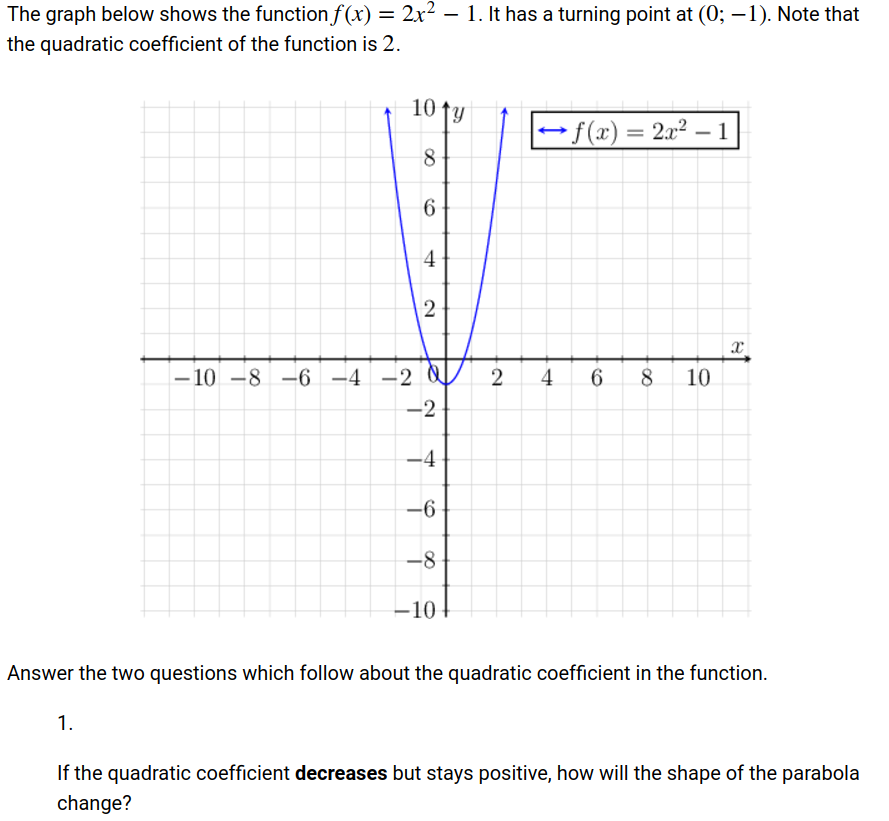 The graph below shows the function f(x) = 2x² − 1. It has a turning point at (0; −1). Note that
the quadratic coefficient of the function is 2.
10 y
f(x) = 2x² − 1
8
6
4
2
x
−10 −8 −6 −4 −2 0 2 4 6 8 10
−2
−4
−6
−8
−10
Answer the two questions which follow about the quadratic coefficient in the function.
1.
If the quadratic coefficient decreases but stays positive, how will the shape of the parabola
change?